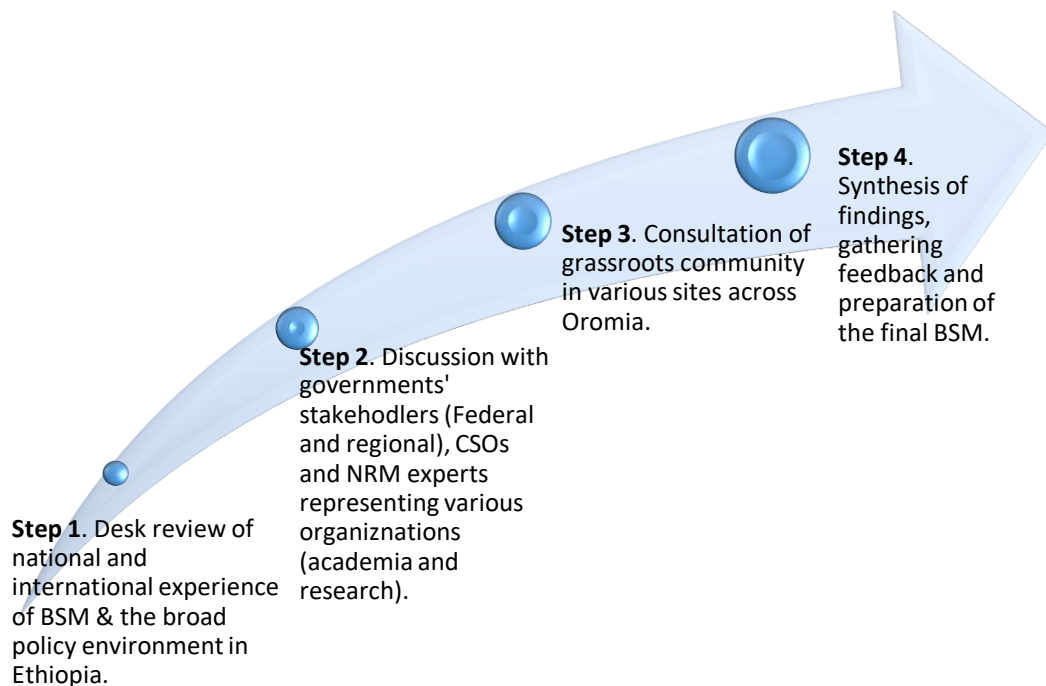 Step 1. Desk review of
national and
international experience
of BSM & the broad
policy environment in
Ethiopia.
Step 2. Discussion with
governments'
stakehodlers (Federal
and regional), CSOs
and NRM experts
representing various
organiznations
(academia and
research).
Step 3. Consultation of
grassroots community
in various sites across
Oromia.
Step 4.
Synthesis of
findings,
gathering
feedback and
preparation of
the final BSM.